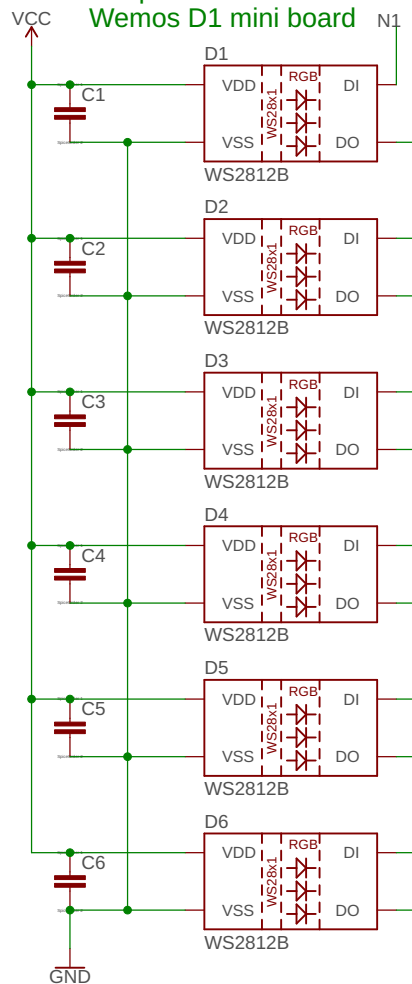 Wemos D1 mini board
VCC
N1
D1
C1
VDD
WS28x1
RGB
DI
VSS
DO
WS2812B
D2
C2
VDD
WS28x1
RGB
DI
VSS
DO
WS2812B
D3
C3
VDD
WS28x1
RGB
DI
VSS
DO
WS2812B
D4
C4
VDD
WS28x1
RGB
DI
VSS
DO
WS2812B
D5
C5
VDD
WS28x1
RGB
DI
VSS
DO
WS2812B
D6
C6
VDD
WS28x1
RGB
DI
VSS
DO
WS2812B
GND